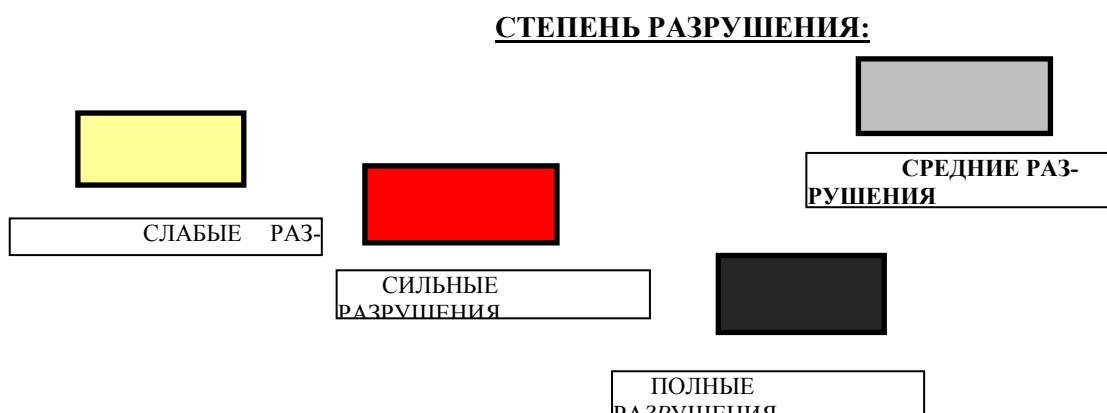 СТЕПЕНЬ РАЗРУШЕНИЯ:
СРЕДНИЕ РАЗ-
РУШЕНИЯ
СЛАБЫЕ РАЗ-
СИЛЬНЫЕ
РАЗРУШЕНИЯ
ПОЛНЫЕ
РАЗРУШЕНИЯ